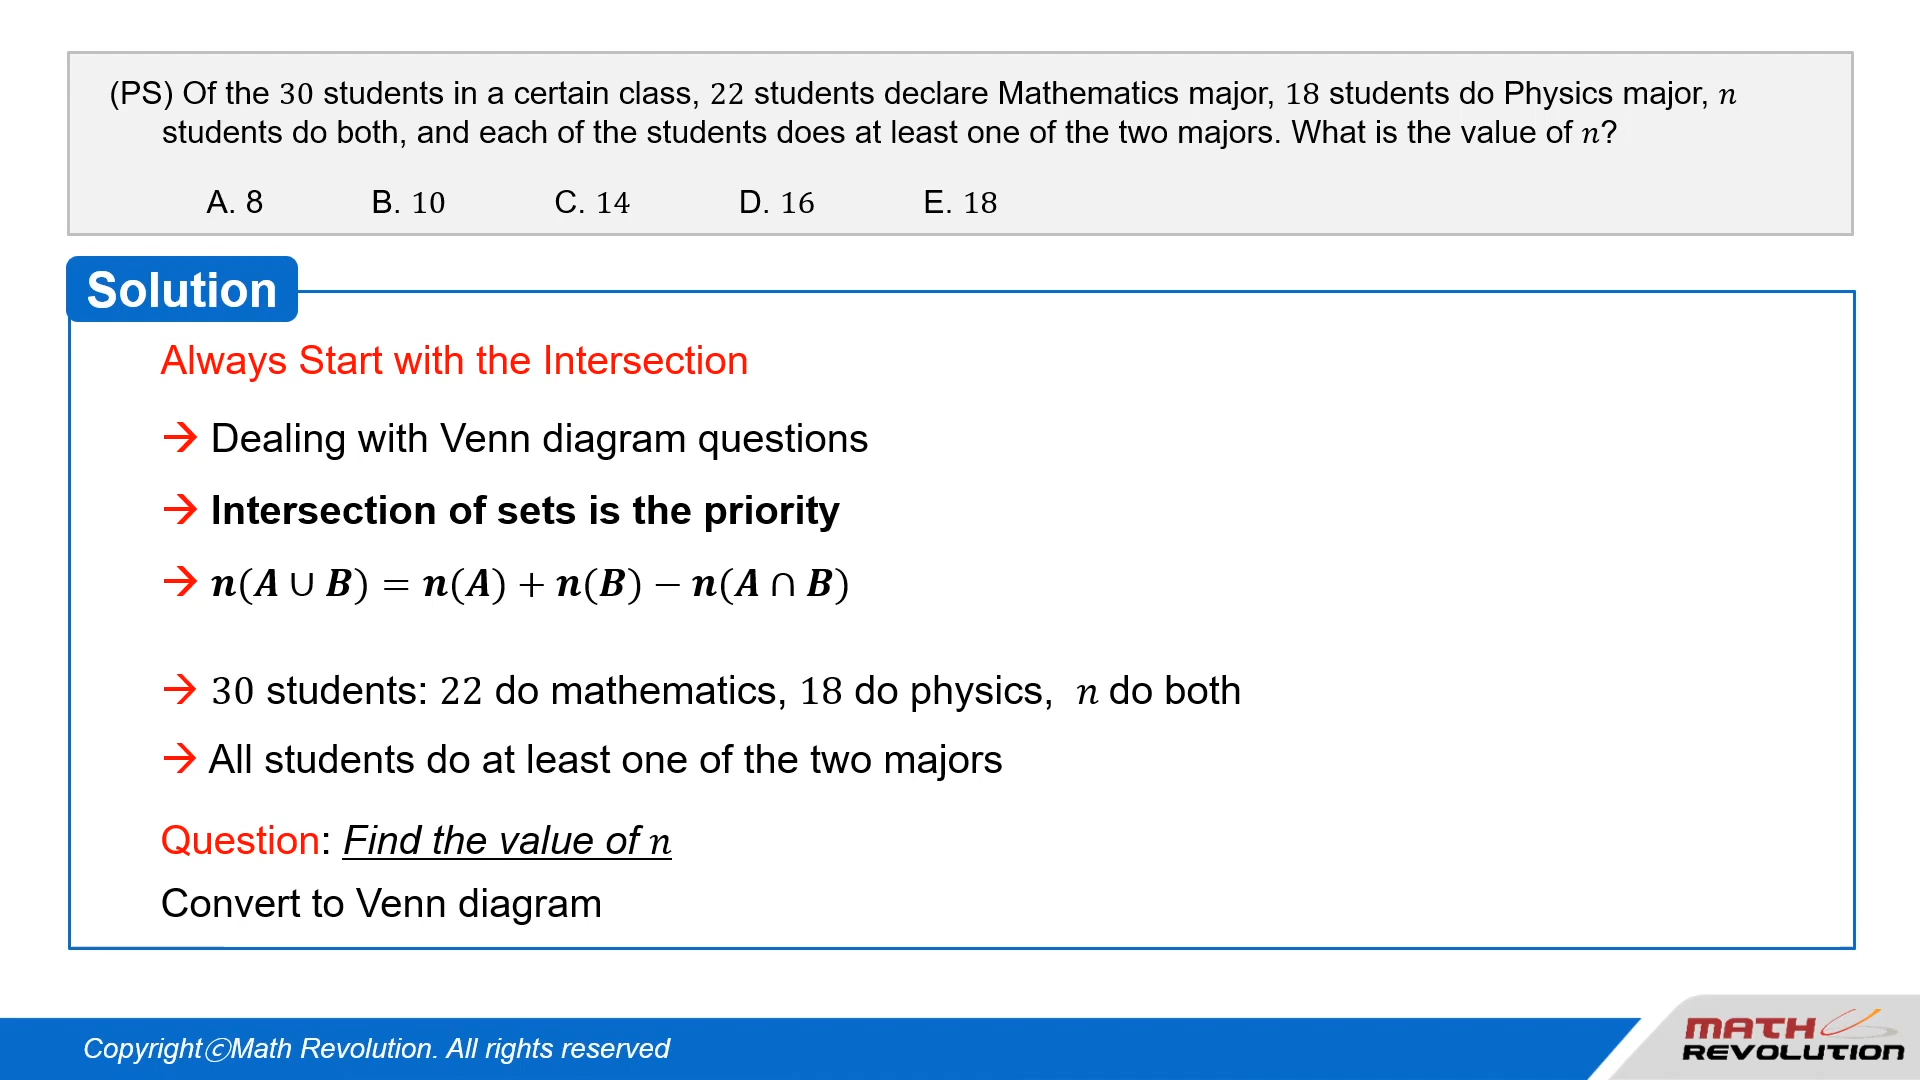 (PS) Of the 30 students in a certain class, 22 students declare Mathematics major, 18 students do Physics major, n
students do both, and each of the students does at least one of the two majors. What is the value of n?
A. 8 B. 10 C. 14 D. 16 E. 18
Solution
Always Start with the Intersection
→ Dealing with Venn diagram questions
→ Intersection of sets is the priority
→ n(A ∪ B) = n(A) + n(B) − n(A ∩ B)
→ 30 students: 22 do mathematics, 18 do physics, n do both
→ All students do at least one of the two majors
Question: Find the value of n
Convert to Venn diagram
Copyrightⓒ Math Revolution. All rights reserved
MATH
REVOLUTION